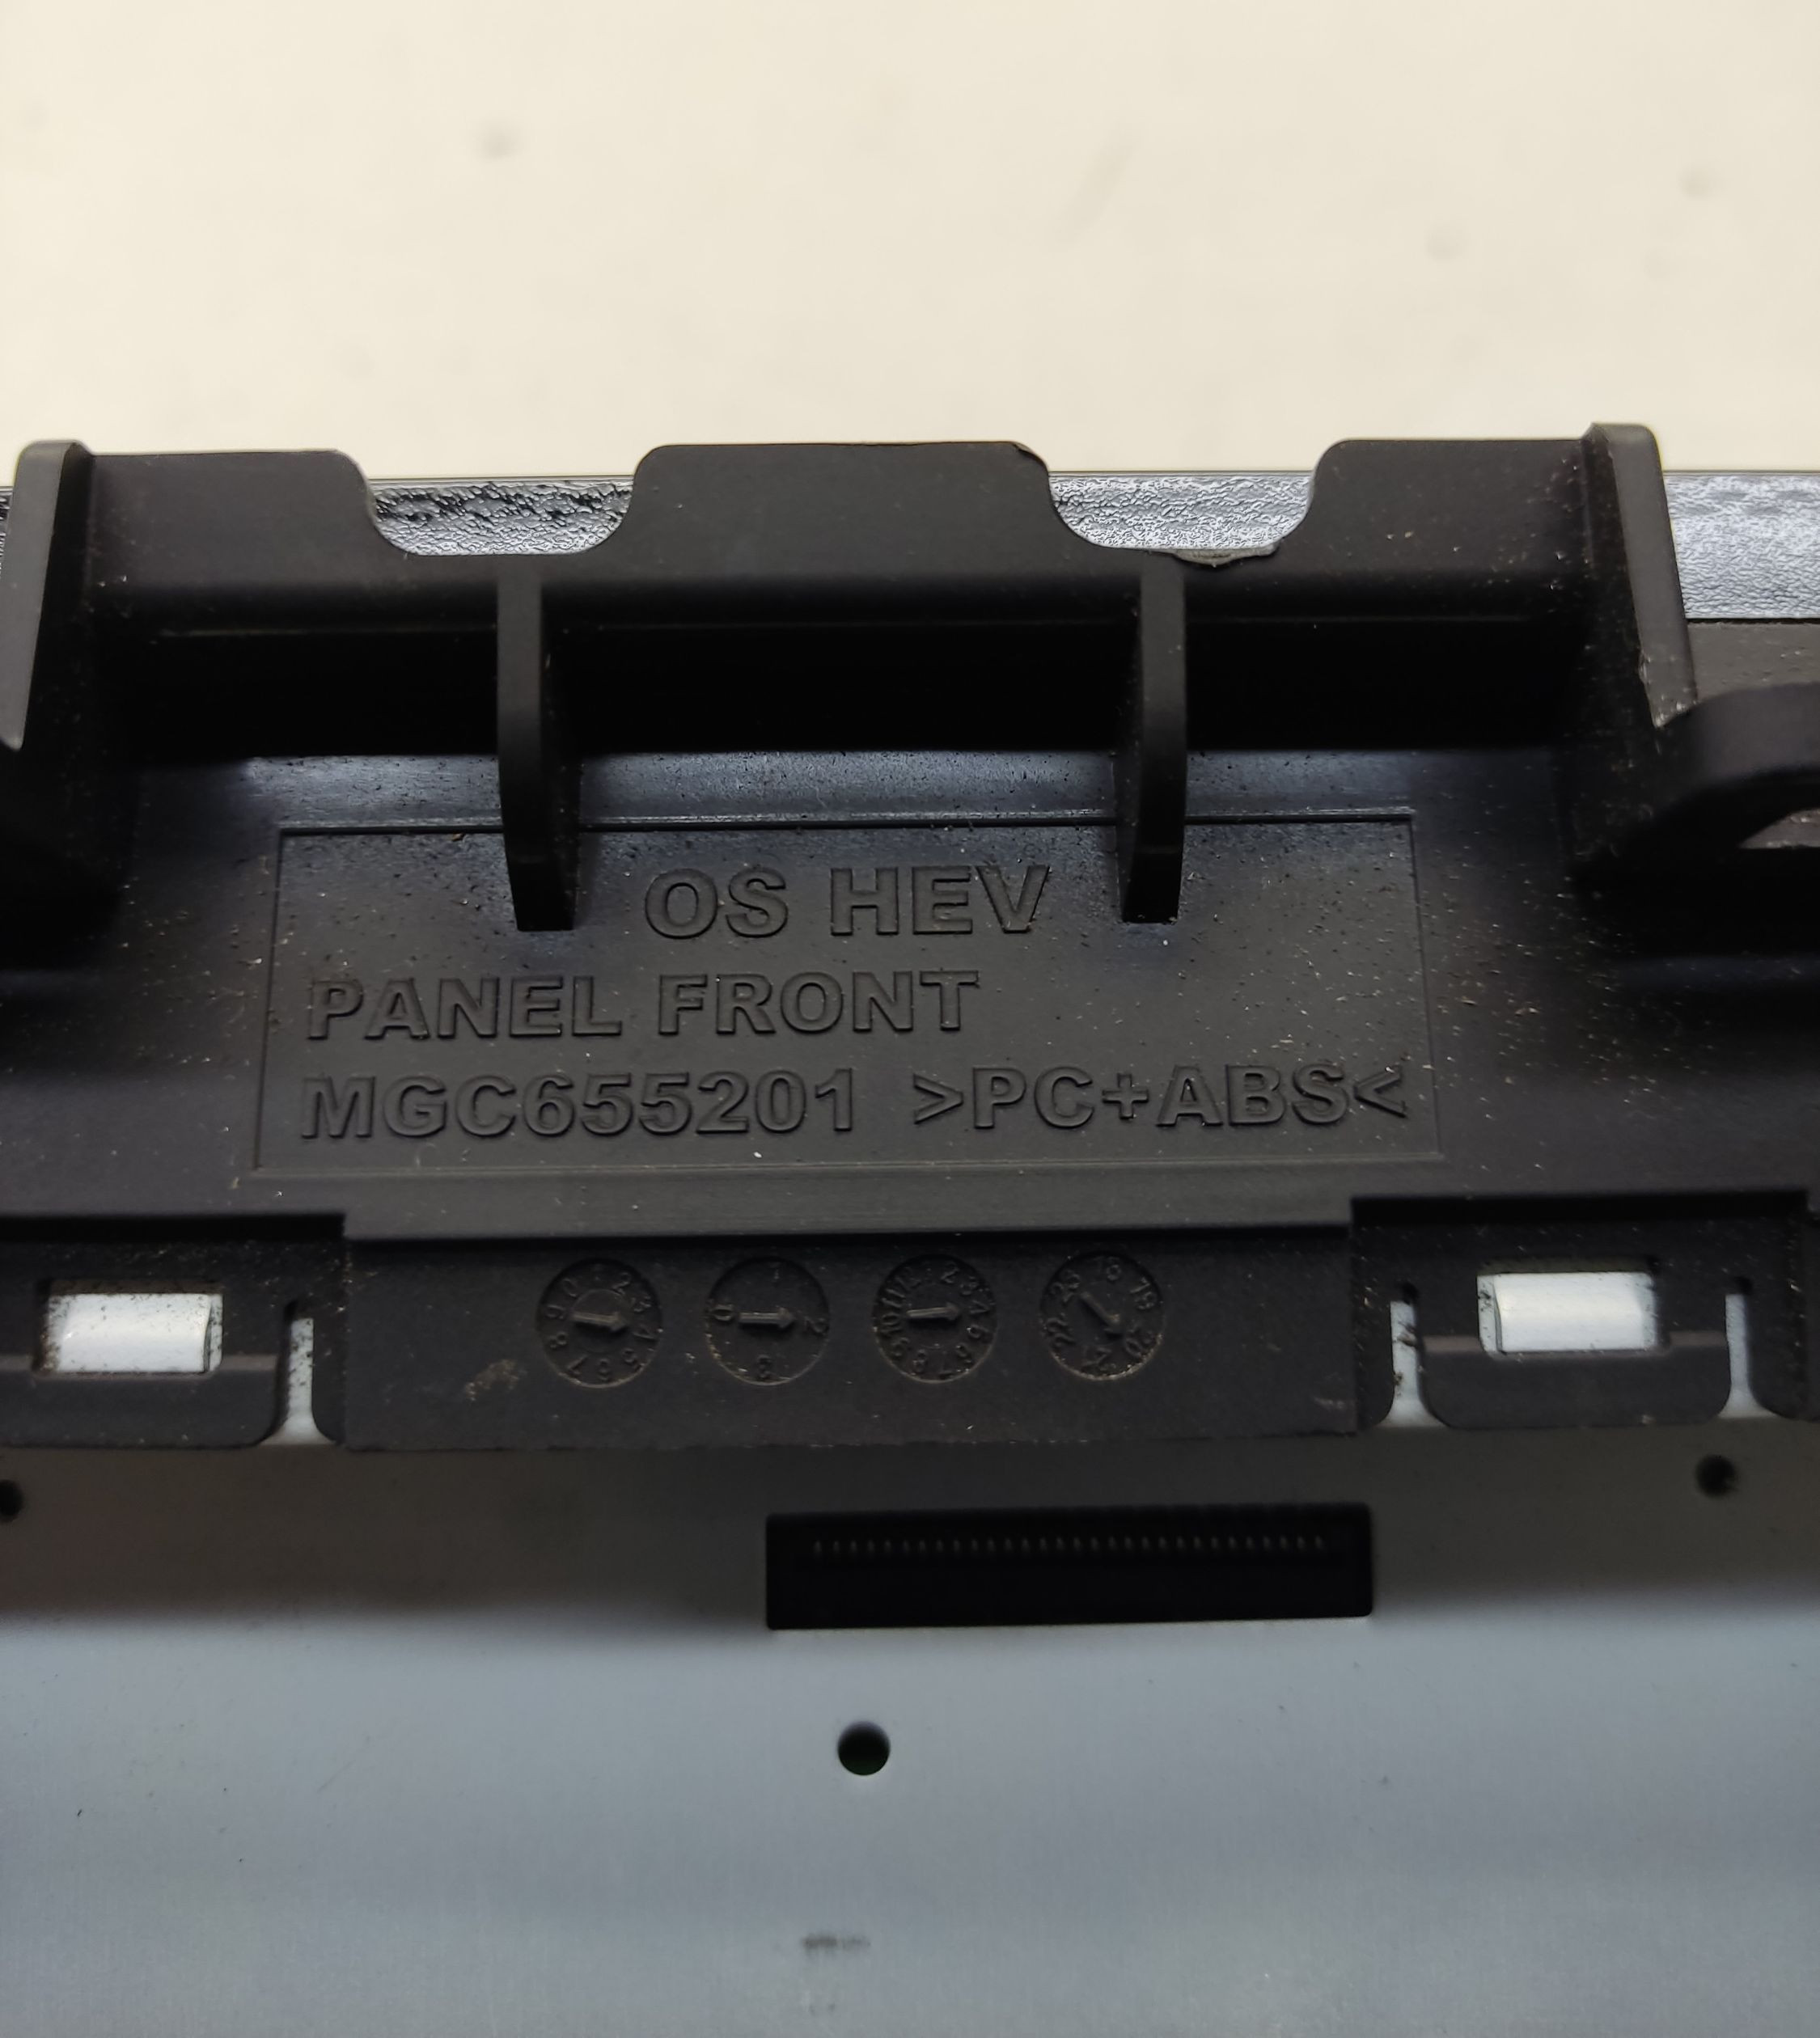 OS HEV
PANEL FRONT
MGC655201 >PC+ABS<